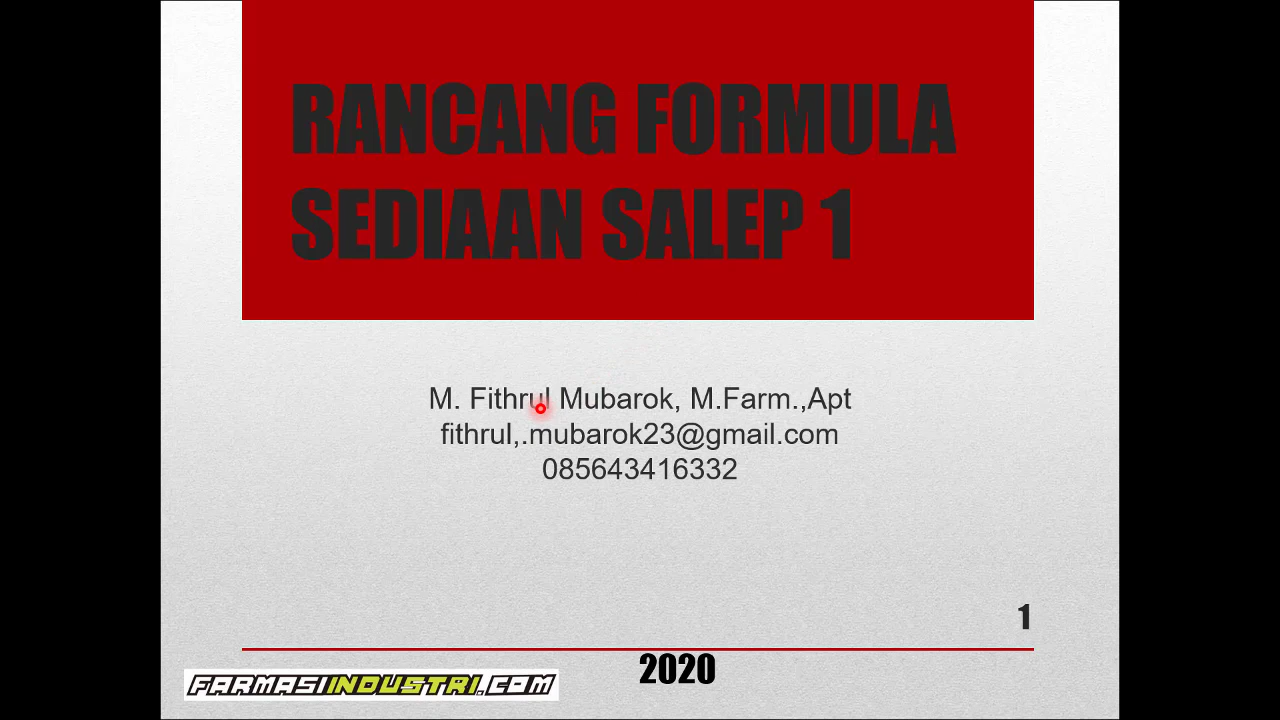 RANCANG FORMULA
SEDIAAN SALEP 1
M. Fithrul Mubarok, M.Farm.,Apt
fithrul,.mubarok23@gmail.com
085643416332
1
2020
FARMASIINDUSTRI.COM